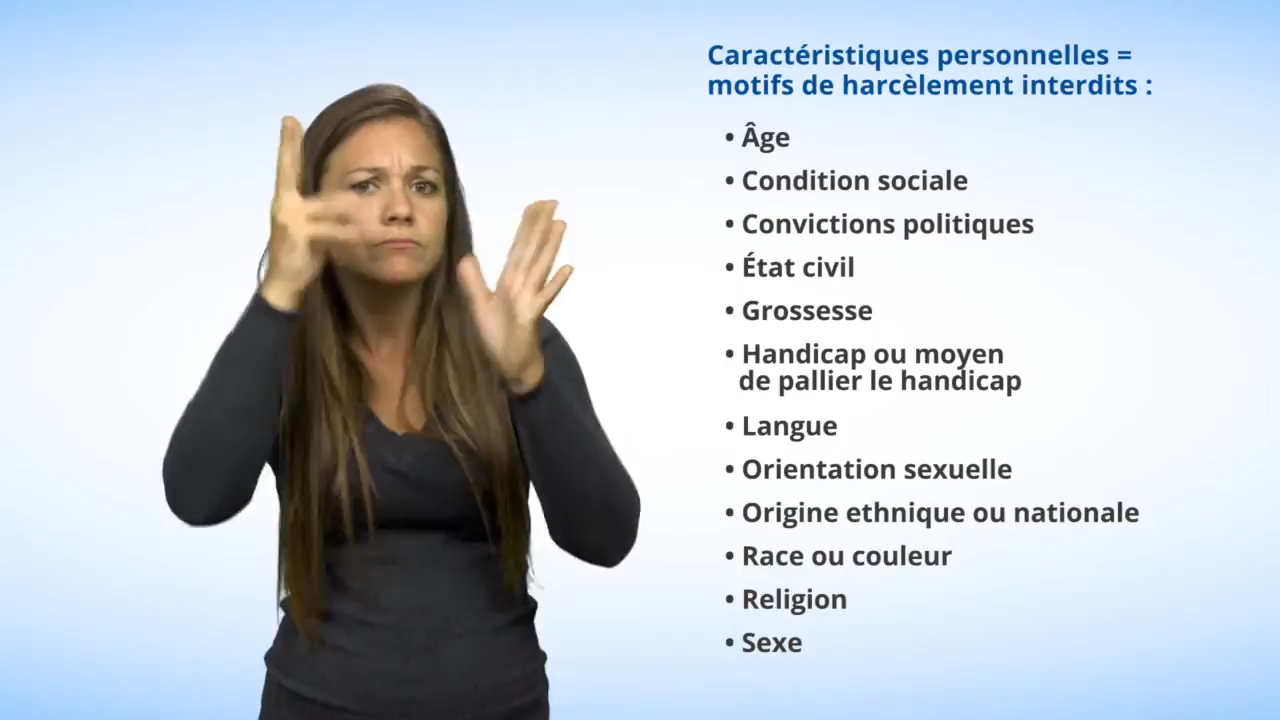 Caractéristiques personnelles =
motifs de harcèlement interdits :
• Âge
• Condition sociale
• Convictions politiques
• État civil
• Grossesse
• Handicap ou moyen
de pallier le handicap
• Langue
• Orientation sexuelle
• Origine ethnique ou nationale
• Race ou couleur
• Religion
• Sexe